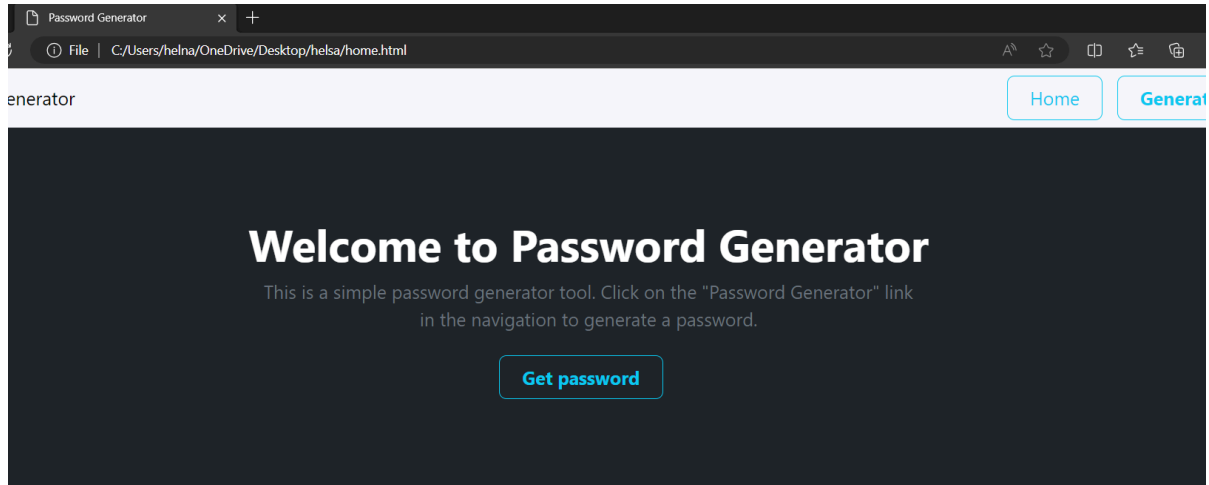 Password Generator
File | C:/Users/helna/OneDrive/Desktop/helsa/home.html
enerator Home Generat
Welcome to Password Generator
This is a simple password generator tool. Click on the "Password Generator" link
in the navigation to generate a password.
Get password